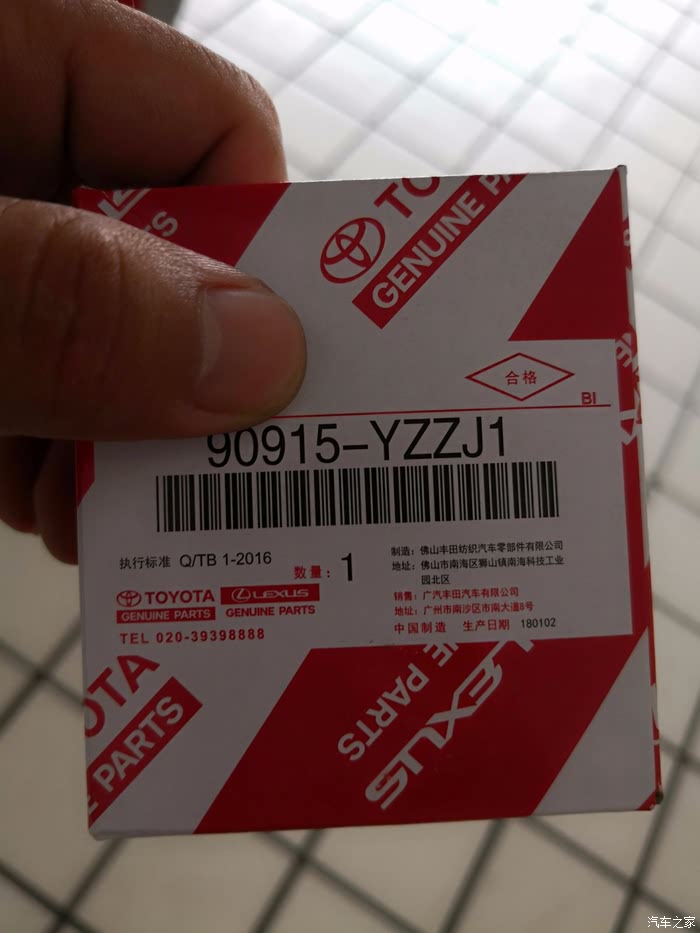 PARTS
TOYOTA
GENUINE PARTS
合格
BI
90915-YZZJ1
执行标准 Q/TB 1-2016
数量：1
制造：佛山丰田纺织汽车零部件有限公司
地址：佛山市南海区狮山镇南海科技工业
园北区
TOYOTA
GENUINE PARTS
LEXUS
GENUINE PARTS
销售：广汽丰田汽车有限公司
地址：广州市南沙区市南大道8号
TEL 020-39398888
中国制造 生产日期 180102
PARTS
LEXUS
PARTS
汽车之家